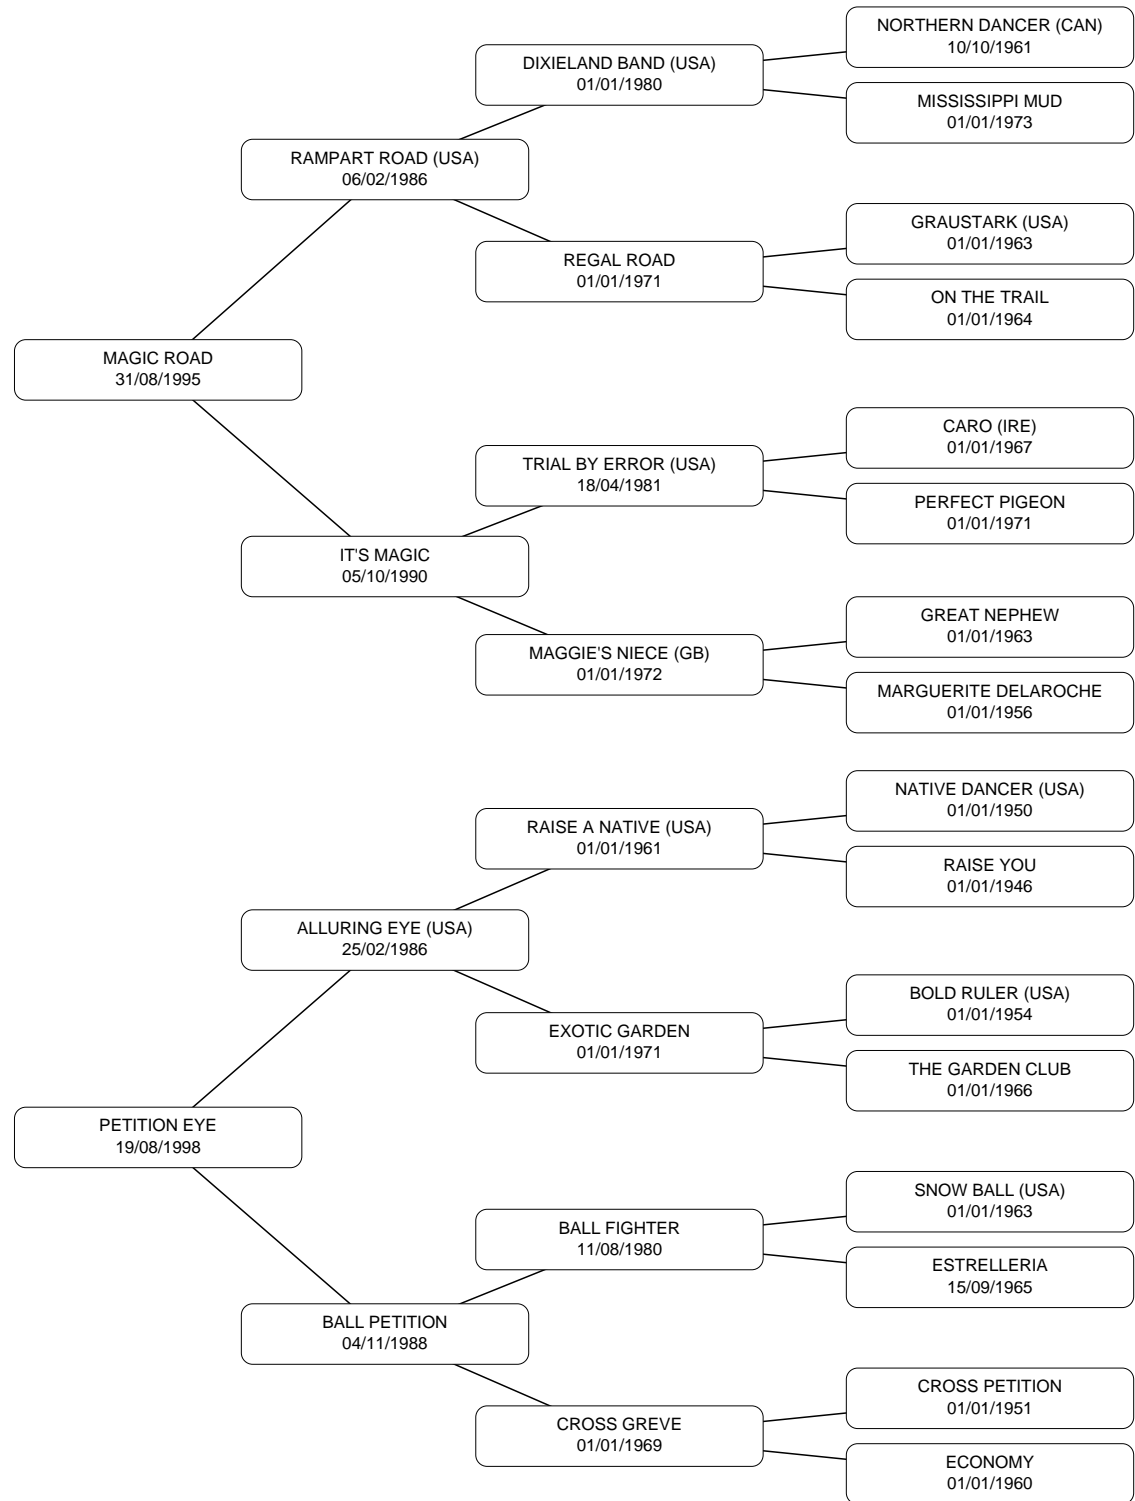 NORTHERN DANCER (CAN)
10/10/1961
DIXIELAND BAND (USA)
01/01/1980
MISSISSIPPI MUD
01/01/1973
RAMPART ROAD (USA)
06/02/1986
GRAUSTARK (USA)
01/01/1963
REGAL ROAD
01/01/1971
ON THE TRAIL
01/01/1964
MAGIC ROAD
31/08/1995
CARO (IRE)
01/01/1967
TRIAL BY ERROR (USA)
18/04/1981
PERFECT PIGEON
01/01/1971
IT'S MAGIC
05/10/1990
GREAT NEPHEW
01/01/1963
MAGGIE'S NIECE (GB)
01/01/1972
MARGUERITE DELAROCHE
01/01/1956
NATIVE DANCER (USA)
01/01/1950
RAISE A NATIVE (USA)
01/01/1961
RAISE YOU
01/01/1946
ALLURING EYE (USA)
25/02/1986
BOLD RULER (USA)
01/01/1954
EXOTIC GARDEN
01/01/1971
THE GARDEN CLUB
01/01/1966
PETITION EYE
19/08/1998
SNOW BALL (USA)
01/01/1963
BALL FIGHTER
11/08/1980
ESTRELLERIA
15/09/1965
BALL PETITION
04/11/1988
CROSS PETITION
01/01/1951
CROSS GREVE
01/01/1969
ECONOMY
01/01/1960